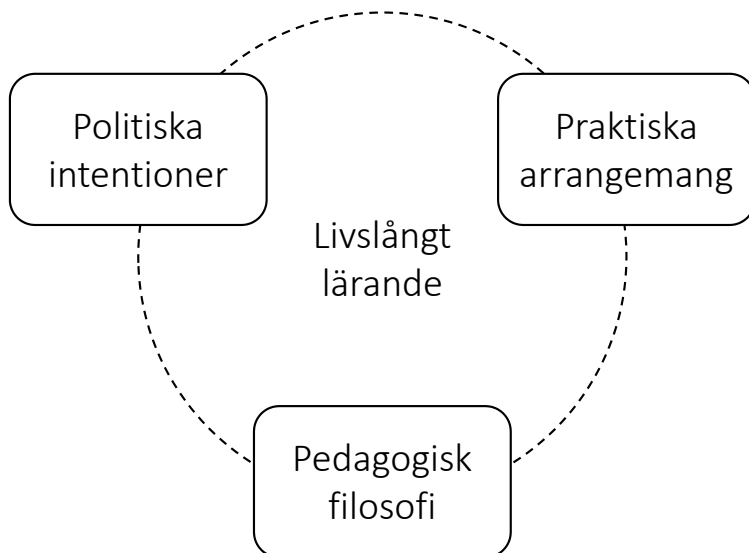 Politiska
intentioner
Praktiska
arrangemang
Livslångt
lärande
Pedagogisk
filosofi